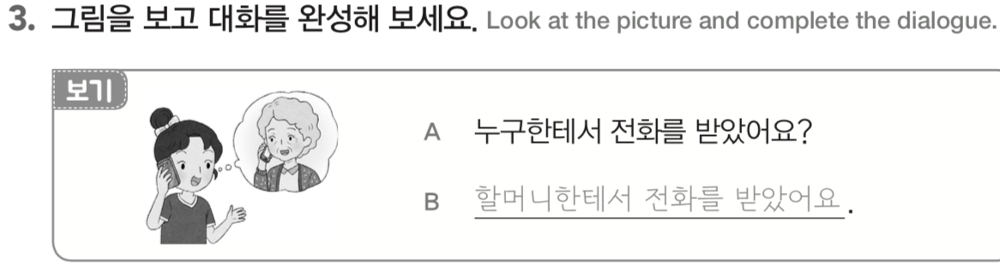 3. 그림을 보고 대화를 완성해 보세요. Look at the picture and complete the dialogue.
보기
A 누구한테서 전화를 받았어요?
B 할머니한테서 전화를 받았어요.